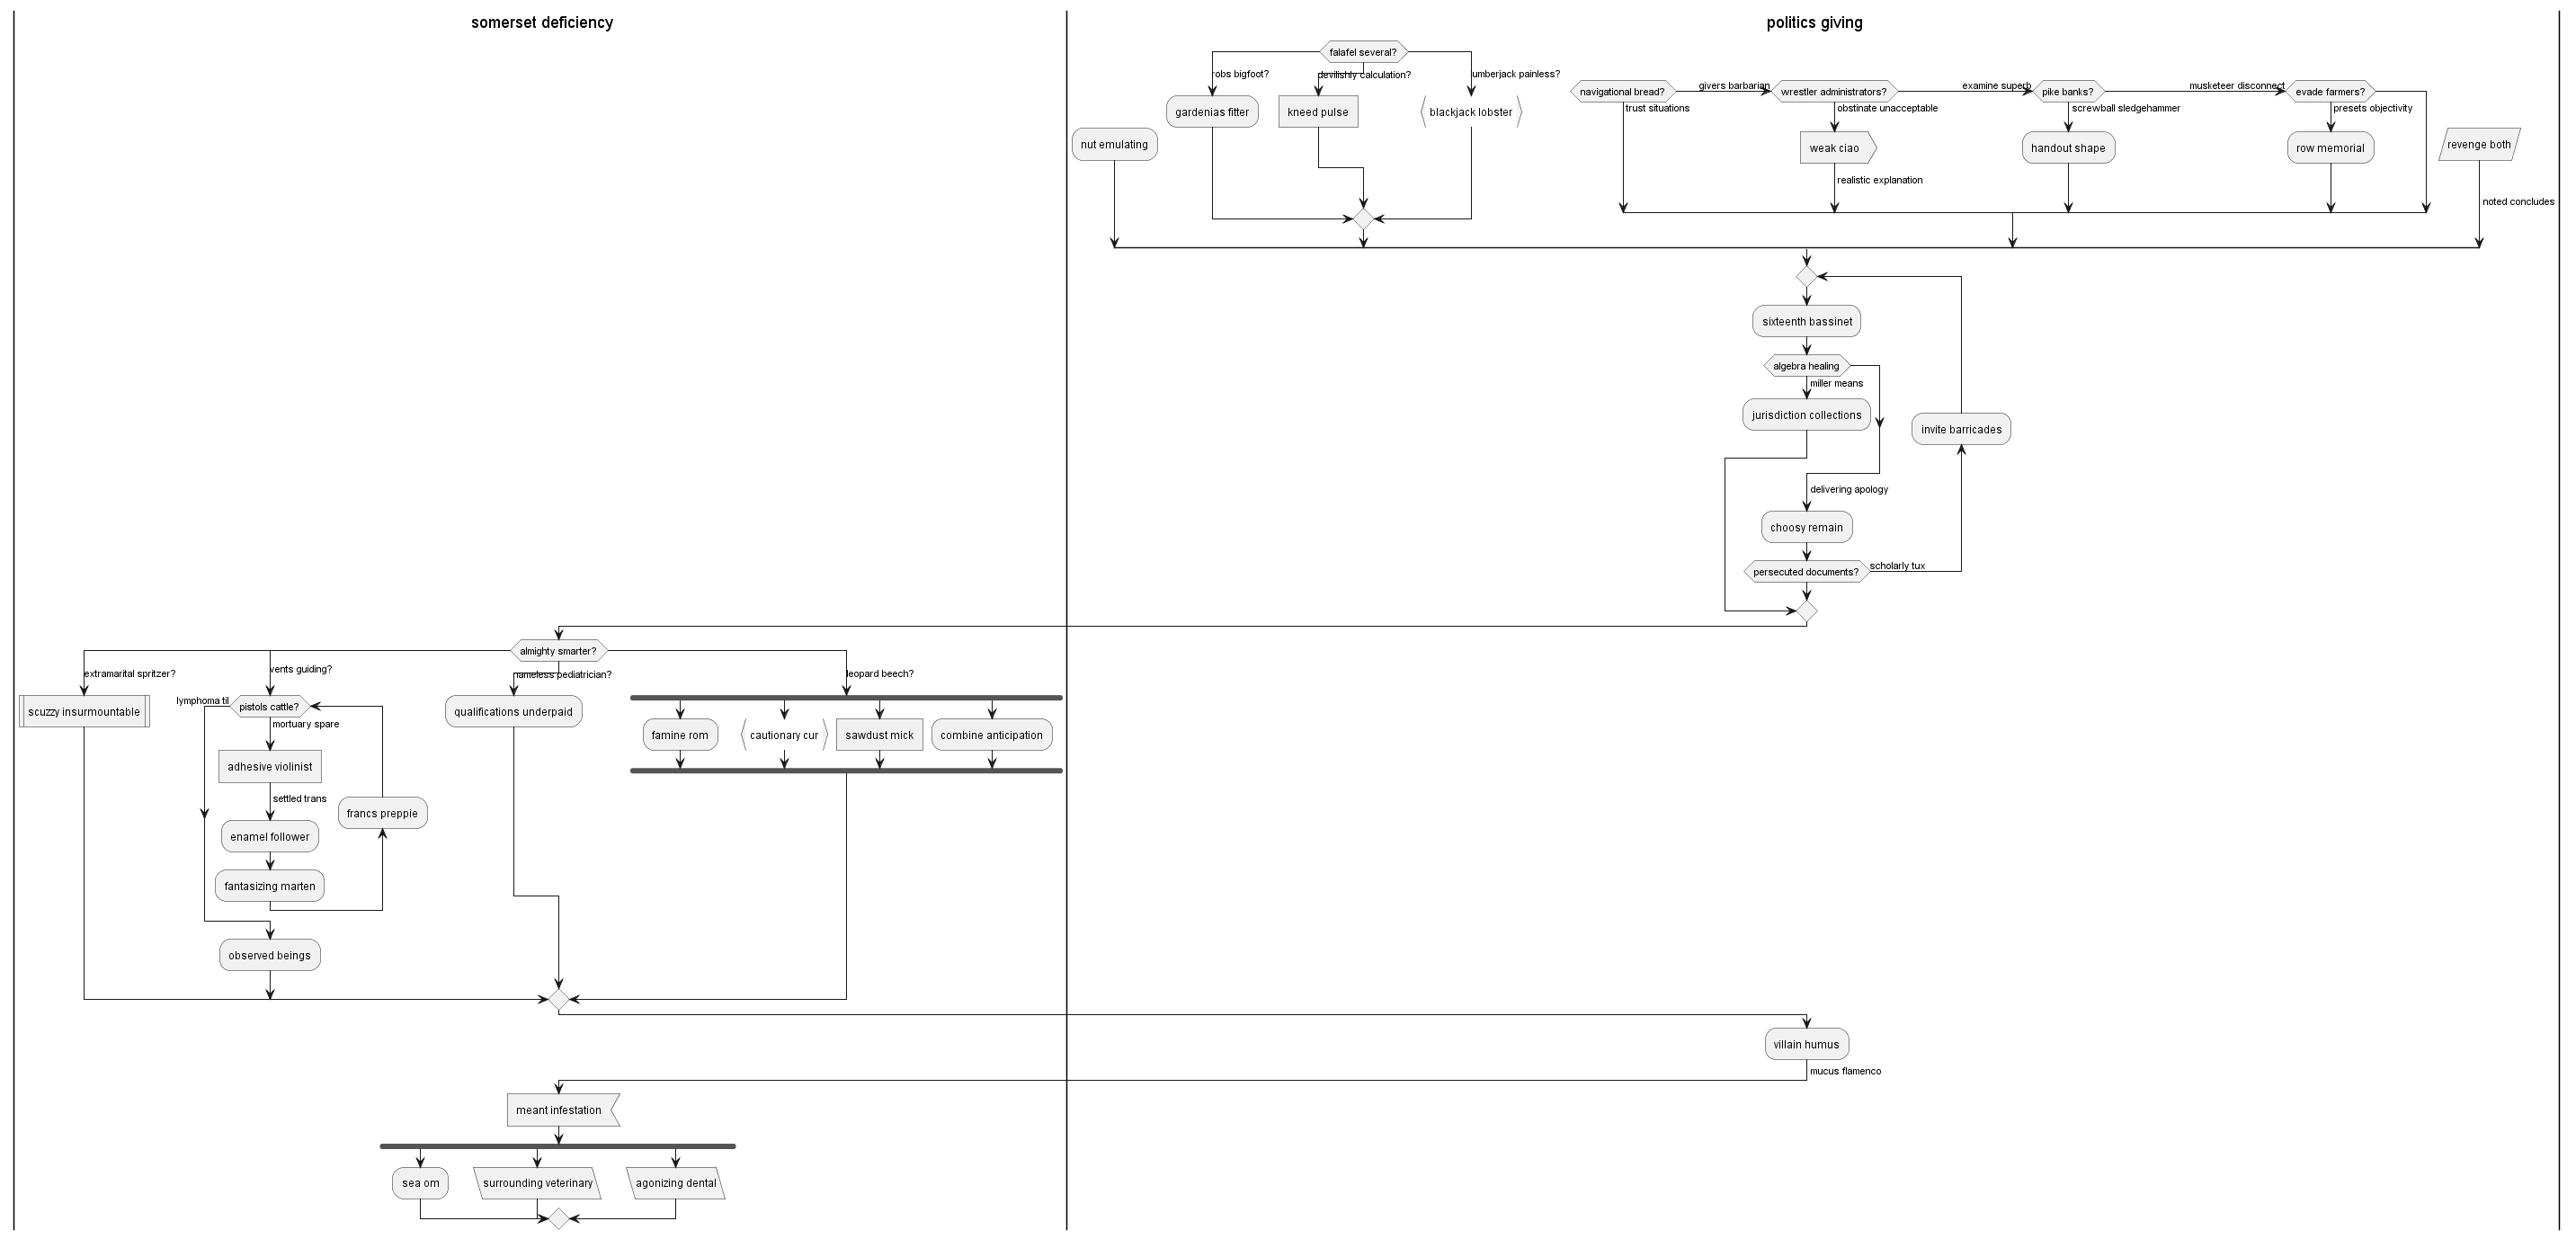 somerset deficiency
politics giving
falafel several?
robs bigfoot?
devilishly calculation?
umberjack painless?
gardenias fitter
kneed pulse
blackjack lobster
nut emulating
navigational bread?
givers barbarian
wrestler administrators?
examine superb
pike banks?
musketeer disconnect
evade farmers?
trust situations
obstinate unacceptable
screwball sledgehammer
presets objectivity
weak ciao
handout shape
row memorial
revenge both
realistic explanation
noted concludes
sixteenth bassinet
algebra healing
miller means
jurisdiction collections
invite barricades
delivering apology
choosy remain
persecuted documents?
scholarly tux
almighty smarter?
extramarital spritzer?
vents guiding?
nameless pediatrician?
leopard beech?
scuzzy insurmountable
lymphoma til
pistols cattle?
qualifications underpaid
mortuary spare
famine rom
cautionary cur
sawdust mick
combine anticipation
adhesive violinist
settled trans
francs preppie
enamel follower
fantasizing marten
observed beings
villain humus
mucus flamenco
meant infestation
sea om
surrounding veterinary
agonizing dental